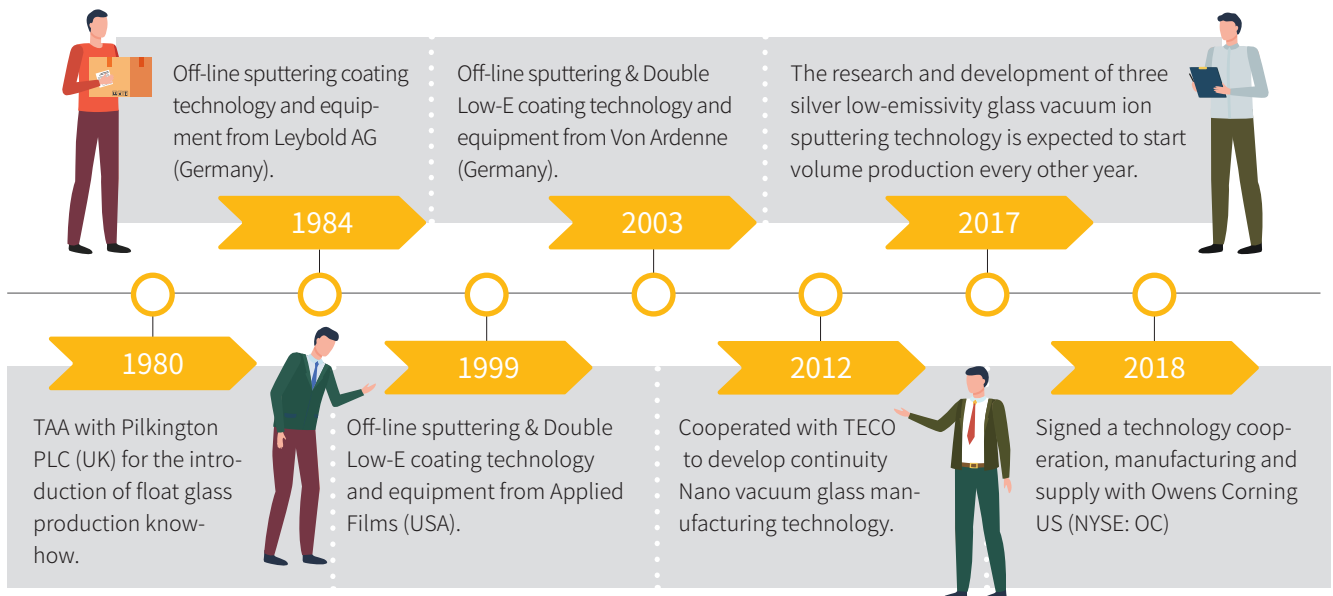 Off-line sputtering coating
technology and equip-
ment from Leybold AG
(Germany).
1984
Off-line sputtering & Double
Low-E coating technology and
equipment from Von Ardenne
(Germany).
2003
The research and development of three
silver low-emissivity glass vacuum ion
sputtering technology is expected to start
volume production every other year.
2017
1980
TAA with Pilkington
PLC (UK) for the intro-
duction of float glass
production know-
how.
1999
Off-line sputtering & Double
Low-E coating technology
and equipment from Applied
Films (USA).
2012
Cooperated with TECO
to develop continuity
Nano vacuum glass man-
ufacturing technology.
2018
Signed a technology coop-
eration, manufacturing and
supply with Owens Corning
US (NYSE: OC)